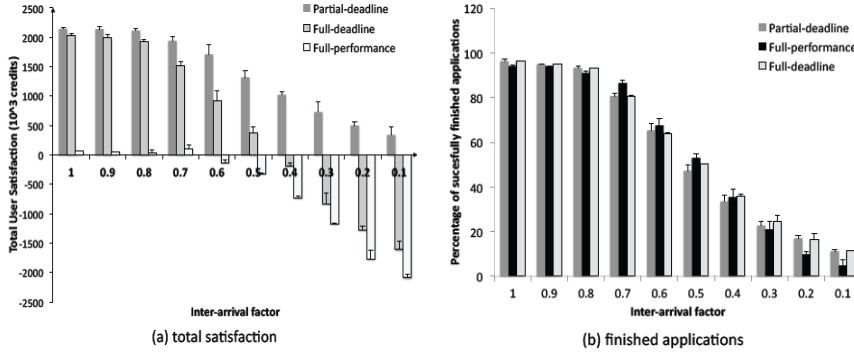 2500
2000
1500
1000
500
0
-500
-1000
-1500
-2000
-2500
Total User Satisfaction (10^3 credits)
Partial-deadline
Full-deadline
Full-performance
1 0.9 0.8 0.7 0.6 0.5 0.4 0.3 0.2 0.1
Inter-arrival factor
(a) total satisfaction
120
100
80
60
40
20
0
Percentage of sucesfully finished applications
Partial-deadline
Full-performance
Full-deadline
1 0.9 0.8 0.7 0.6 0.5 0.4 0.3 0.2 0.1
Inter-arrival factor
(b) finished applications